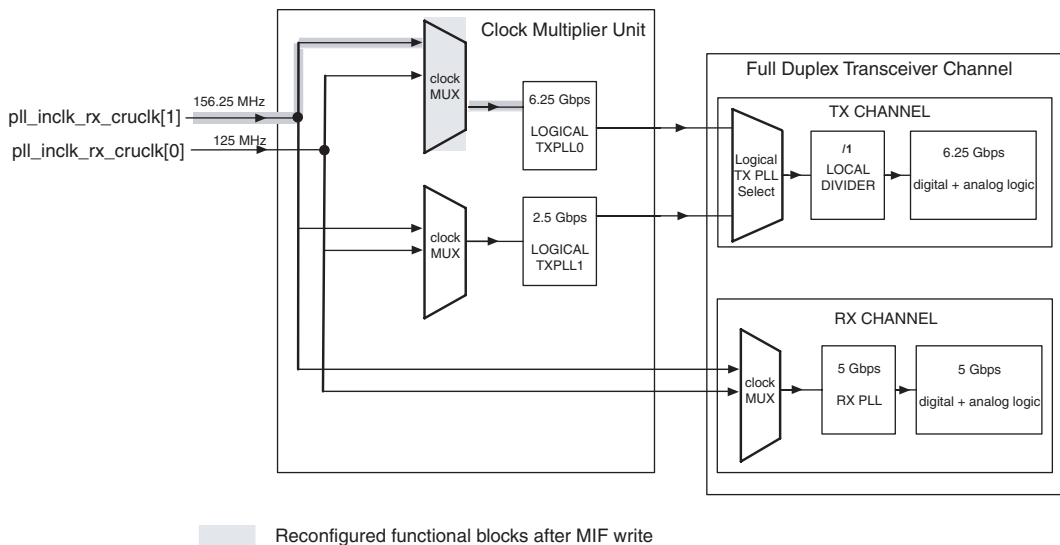 Clock Multiplier Unit
pll_inclk_rx_cruclk[1]
156.25 MHz
pll_inclk_rx_cruclk[0]
125 MHz
clock
MUX
6.25 Gbps
LOGICAL
TXPLL0
clock
MUX
2.5 Gbps
LOGICAL
TXPLL1
Full Duplex Transceiver Channel
TX CHANNEL
Logical
TX PLL
Select
/1
LOCAL
DIVIDER
6.25 Gbps
digital + analog logic
RX CHANNEL
clock
MUX
5 Gbps
RX PLL
5 Gbps
digital + analog logic
Reconfigured functional blocks after MIF write